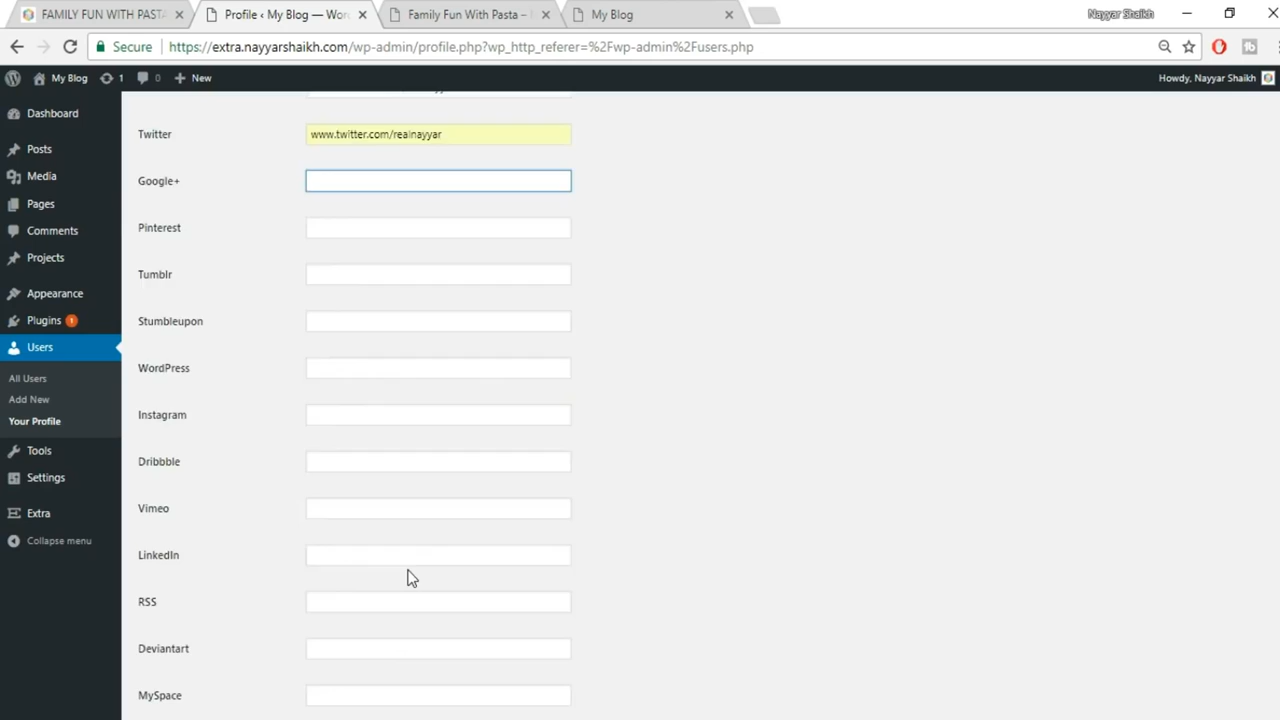 FAMILY FUN WITH PASTA
Profile ‹ My Blog — Wor
Family Fun With Pasta –
My Blog
Nayyar Shaikh
Secure
https://extra.nayyarshaikh.com/wp-admin/profile.php?wp_http_referer=%2Fwp-admin%2Fusers.php
My Blog
1
0
New
Howdy, Nayyar Shaikh
Dashboard
Posts
Media
Pages
Comments
Projects
Appearance
Plugins 1
Users
All Users
Add New
Your Profile
Tools
Settings
Extra
Collapse menu
Twitter
www.twitter.com/realnayyar
Google+
Pinterest
Tumblr
Stumbleupon
WordPress
Instagram
Dribbble
Vimeo
LinkedIn
RSS
Deviantart
MySpace